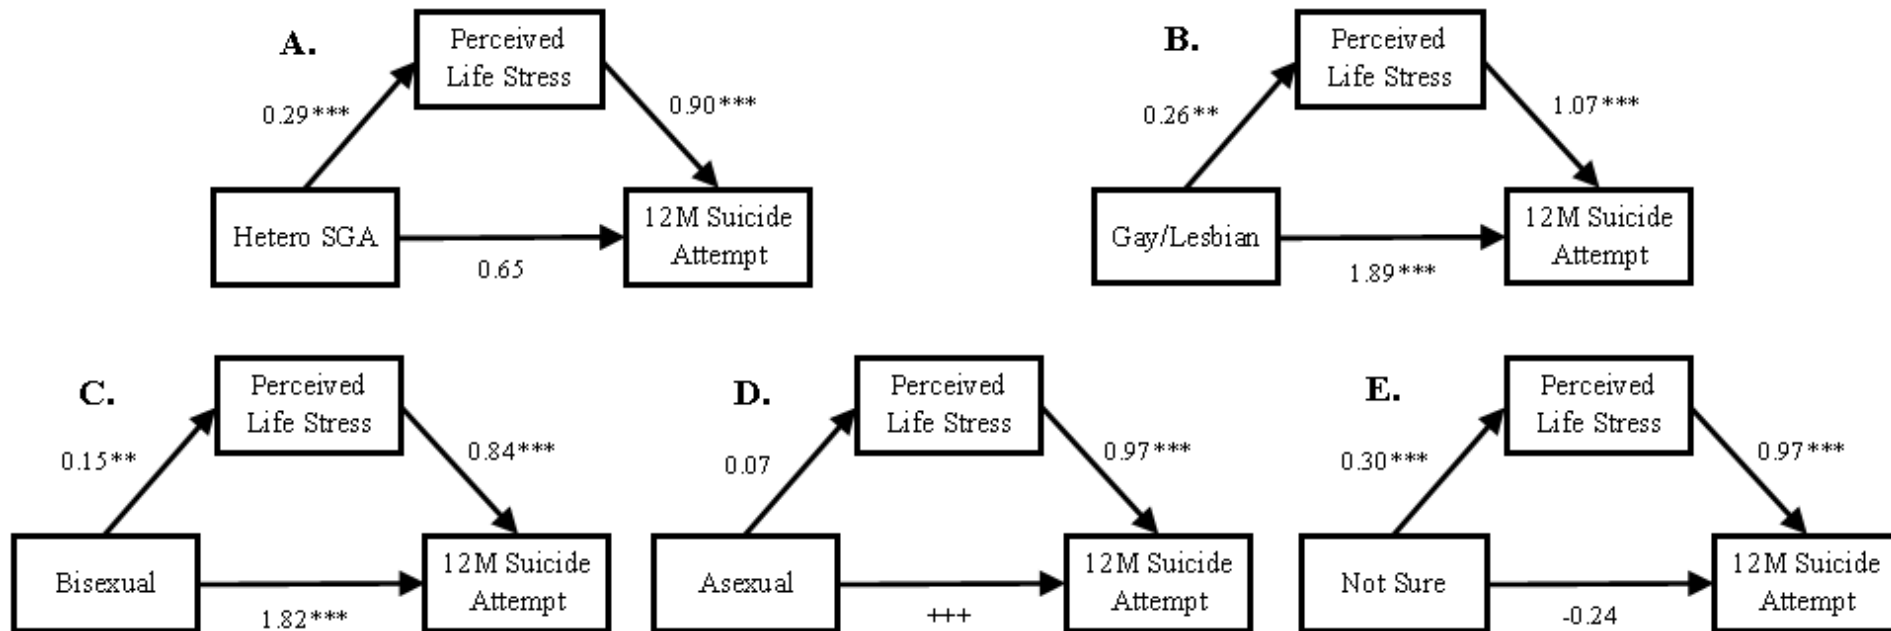 A.
Perceived
Life Stress
0.29***
0.90***
Hetero SGA
0.65
12M Suicide
Attempt
B.
Perceived
Life Stress
0.26**
1.07***
Gay/Lesbian
1.89***
12M Suicide
Attempt
C.
Perceived
Life Stress
0.15**
0.84***
Bisexual
1.82***
12M Suicide
Attempt
D.
Perceived
Life Stress
0.07
0.97***
Asexual
+++
12M Suicide
Attempt
E.
Perceived
Life Stress
0.30***
0.97***
Not Sure
-0.24
12M Suicide
Attempt